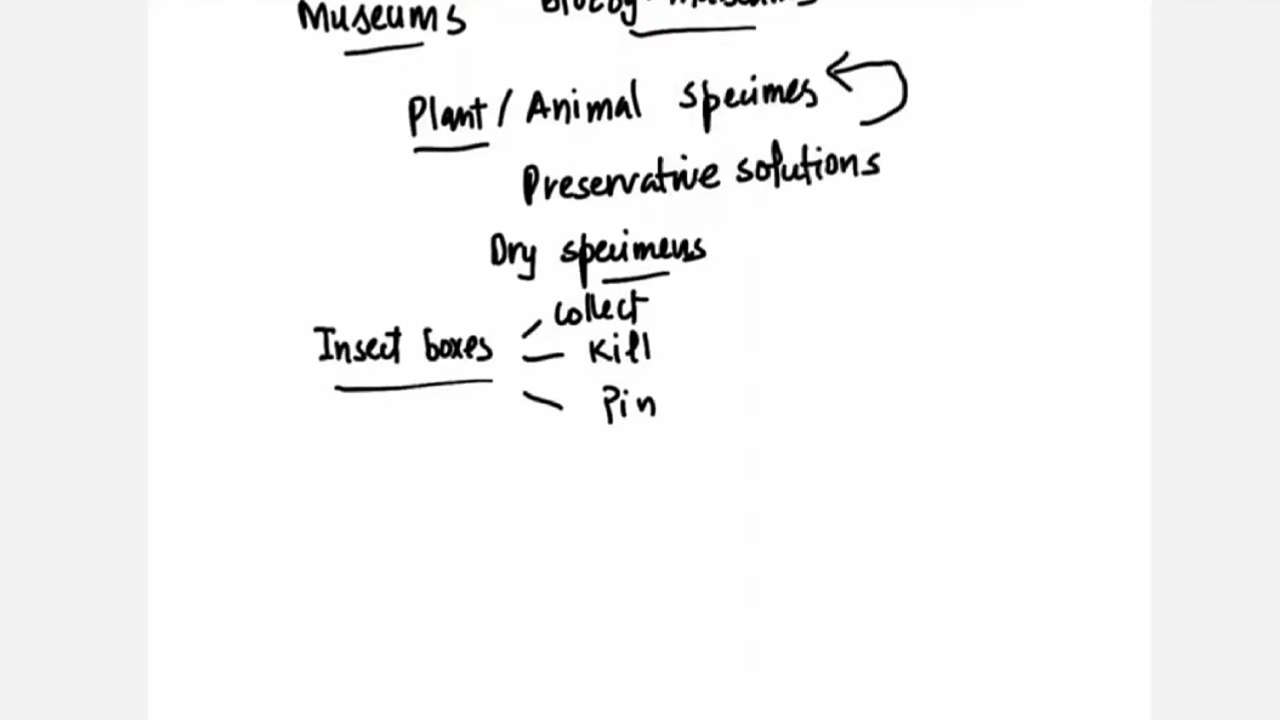 Museums
Plant / Animal specimes
Preservative solutions
Dry specimens
collect
Insect boxes
Kill
Pin